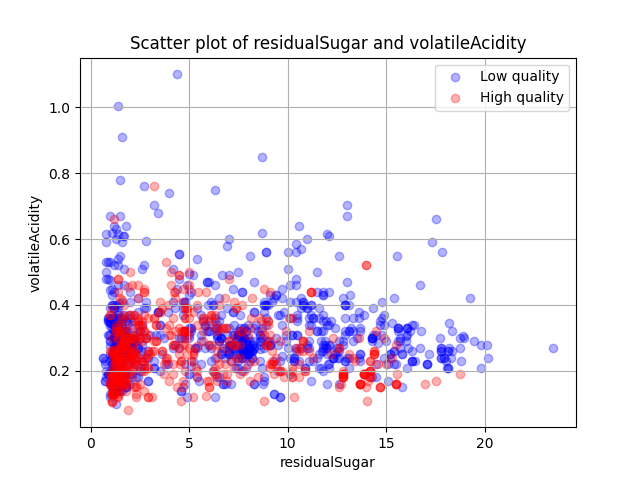 Scatter plot of residualSugar and volatileAcidity
Low quality
High quality
volatileAcidity
1.0
0.8
0.6
0.4
0.2
0 5 10 15 20
residualSugar